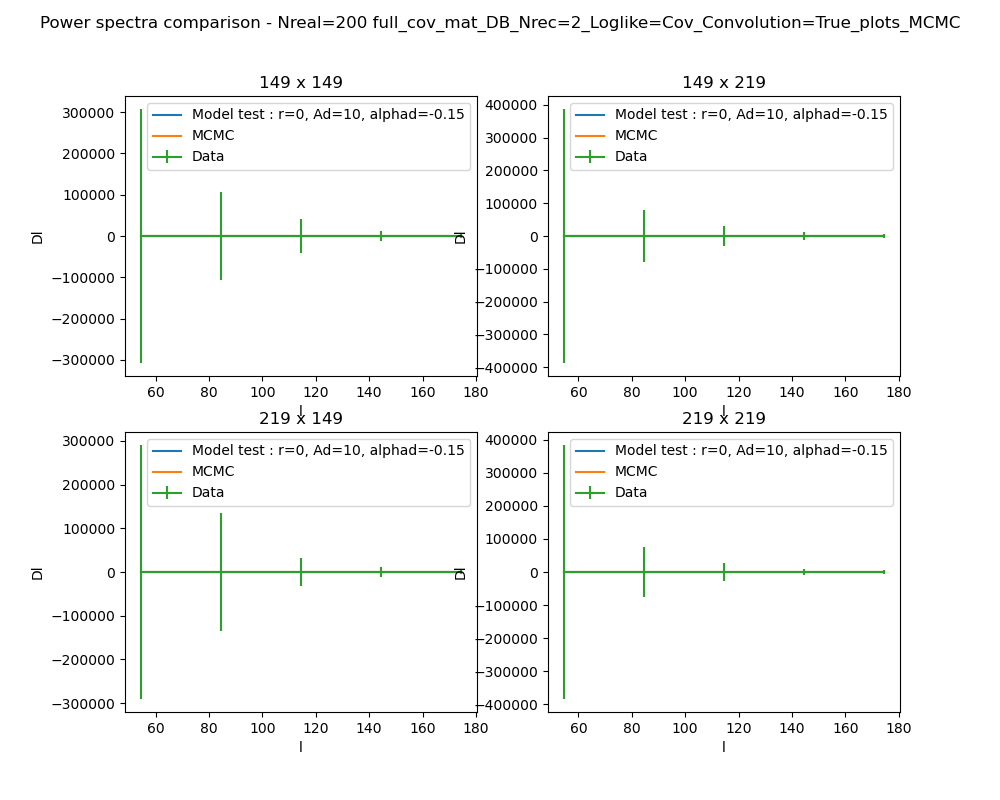 Power spectra comparison - Nreal=200 full_cov_mat_DB_Nrec=2_Loglike=Cov_Convolution=True_plots_MCMC
149 x 149
300000
200000
100000
0
−100000
−200000
−300000
Dl
Model test : r=0, Ad=10, alphad=-0.15
MCMC
Data
60 80 100 120 140 160 180
l
149 x 219
400000
300000
200000
100000
0
−100000
−200000
−300000
−400000
Dl
Model test : r=0, Ad=10, alphad=-0.15
MCMC
Data
60 80 100 120 140 160 180
l
219 x 149
300000
200000
100000
0
−100000
−200000
−300000
Dl
Model test : r=0, Ad=10, alphad=-0.15
MCMC
Data
60 80 100 120 140 160 180
l
219 x 219
400000
300000
200000
100000
0
−100000
−200000
−300000
−400000
Dl
Model test : r=0, Ad=10, alphad=-0.15
MCMC
Data
60 80 100 120 140 160 180
l